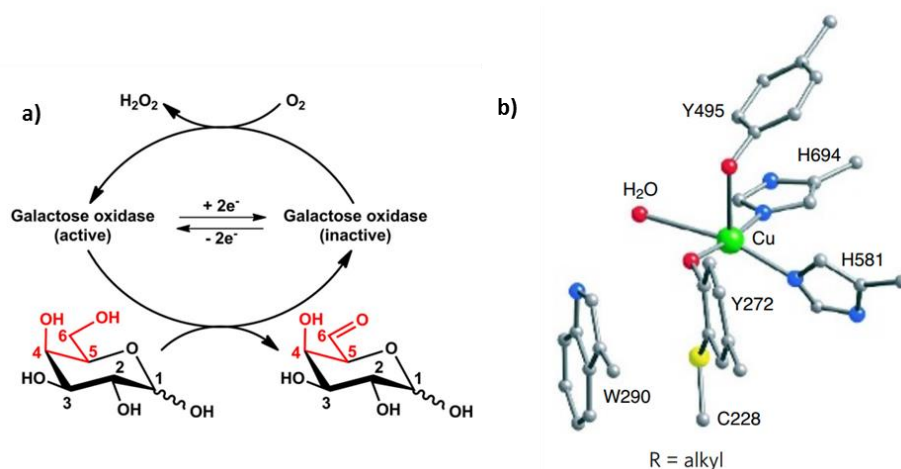 a)
H₂O₂
O₂
Galactose oxidase
(active)
+ 2e⁻
- 2e⁻
Galactose oxidase
(inactive)
OH
OH
6
4
5
O
2
1
HO
3
OH
OH
OH
O
6
4
5
O
2
1
HO
3
OH
OH
b)
Y495
H694
H₂O
Cu
H581
Y272
W290
C228
R = alkyl